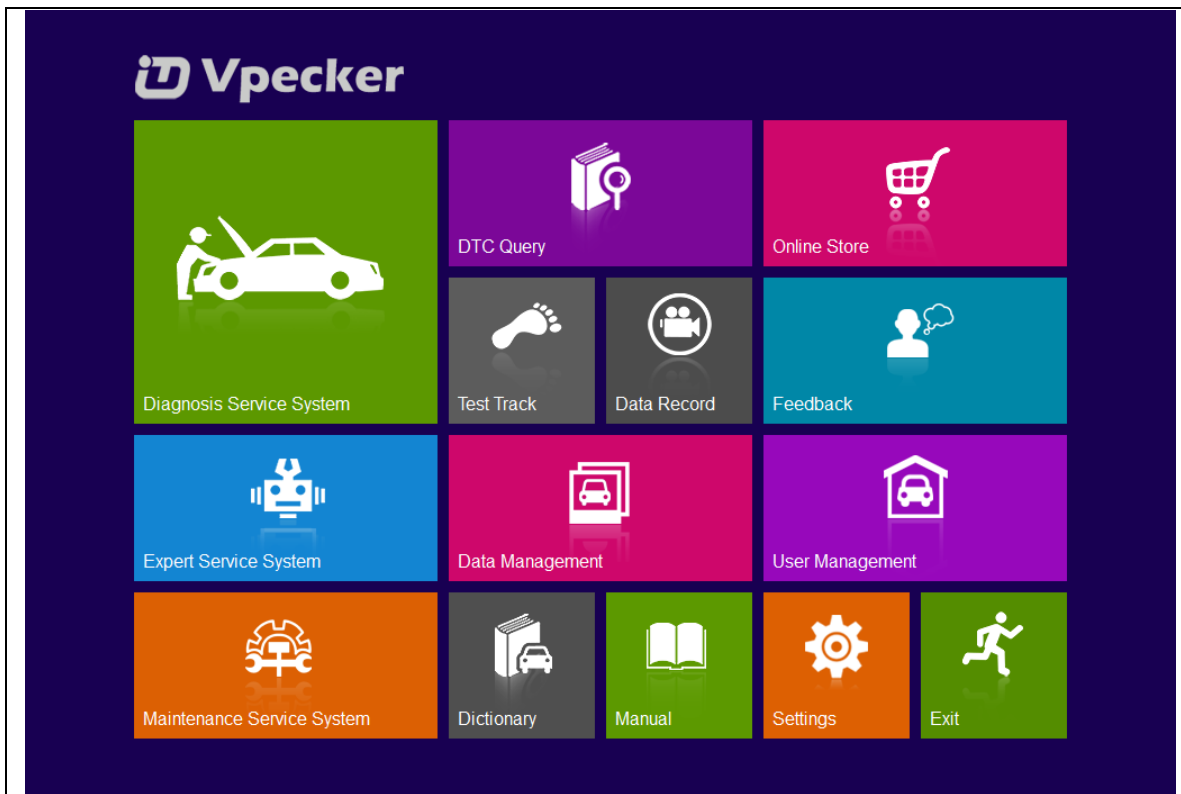 Vpecker
DTC Query
Online Store
Diagnosis Service System
Test Track
Data Record
Feedback
Expert Service System
Data Management
User Management
Maintenance Service System
Dictionary
Manual
Settings
Exit